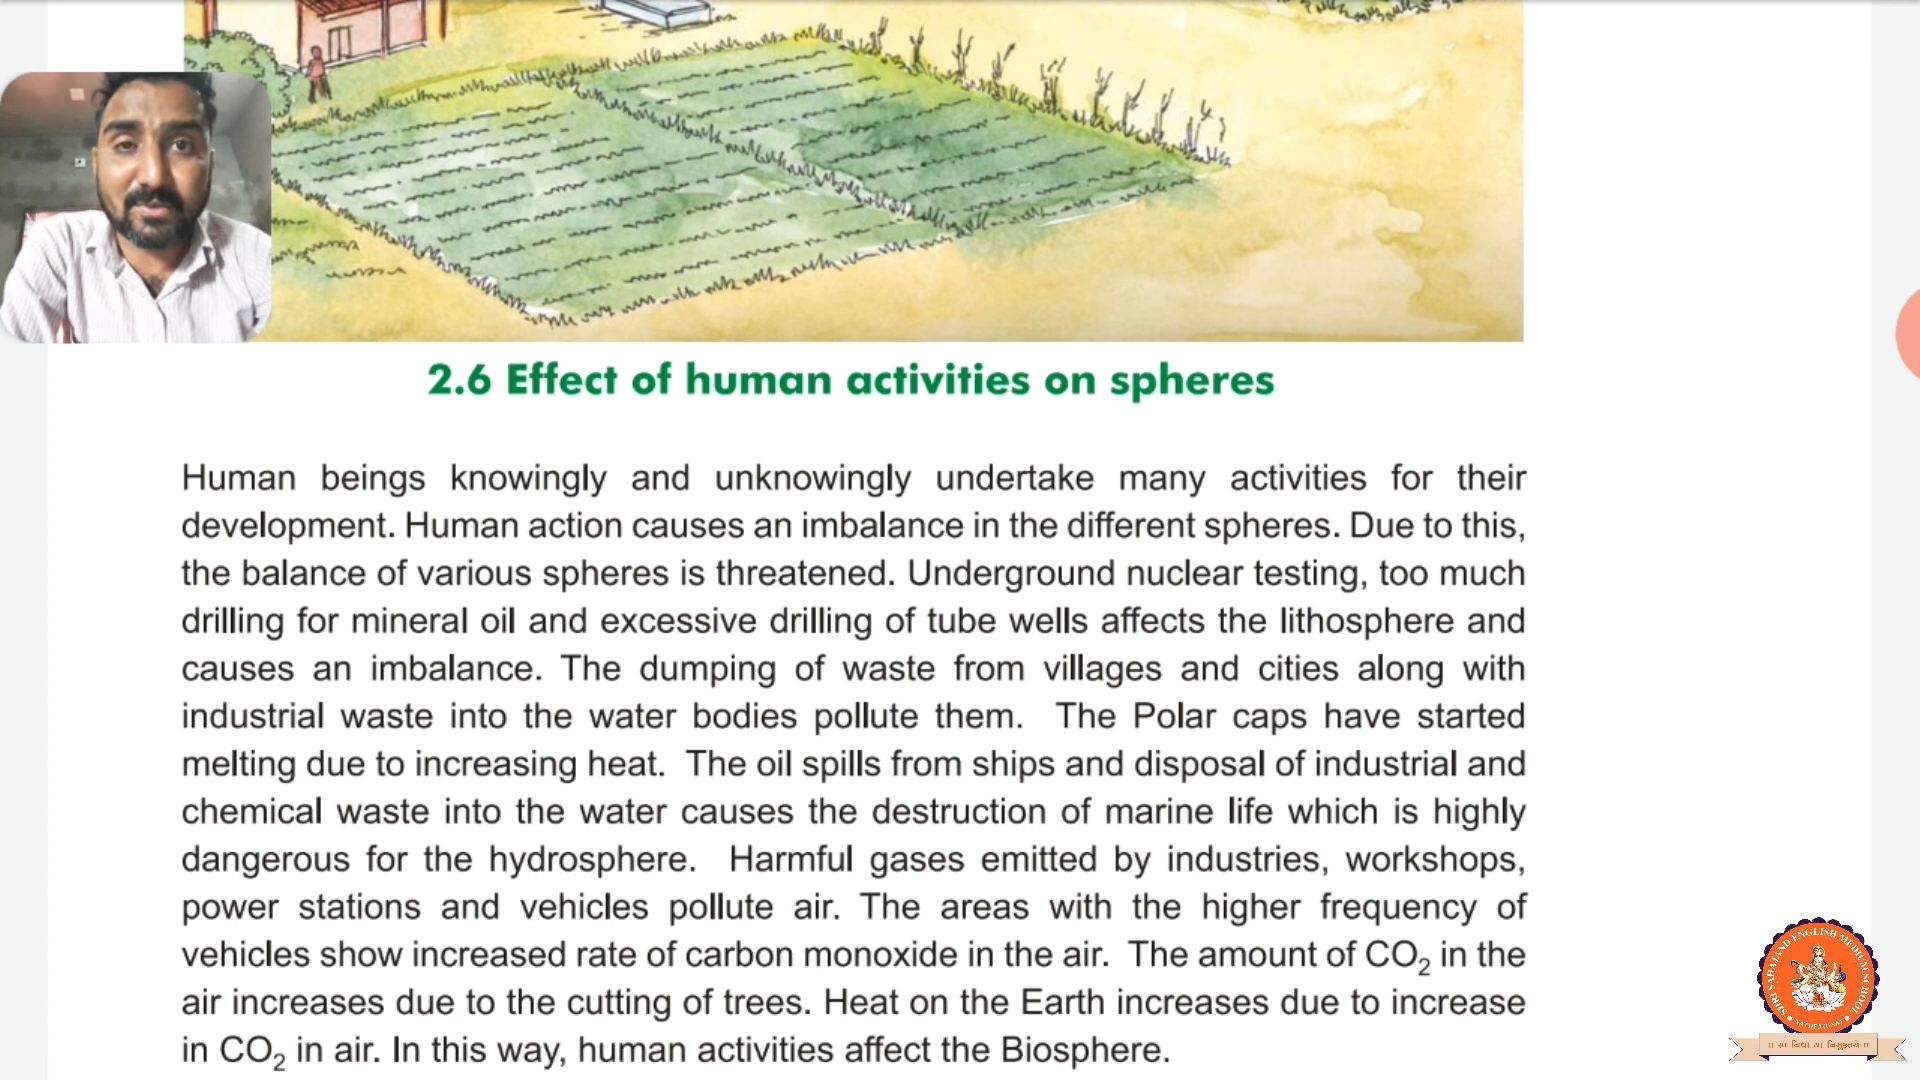 2.6 Effect of human activities on spheres
Human beings knowingly and unknowingly undertake many activities for their
development. Human action causes an imbalance in the different spheres. Due to this,
the balance of various spheres is threatened. Underground nuclear testing, too much
drilling for mineral oil and excessive drilling of tube wells affects the lithosphere and
causes an imbalance. The dumping of waste from villages and cities along with
industrial waste into the water bodies pollute them. The Polar caps have started
melting due to increasing heat. The oil spills from ships and disposal of industrial and
chemical waste into the water causes the destruction of marine life which is highly
dangerous for the hydrosphere. Harmful gases emitted by industries, workshops,
power stations and vehicles pollute air. The areas with the higher frequency of
vehicles show increased rate of carbon monoxide in the air. The amount of CO₂ in the
air increases due to the cutting of trees. Heat on the Earth increases due to increase
in CO₂ in air. In this way, human activities affect the Biosphere.
SHRI SAHAJANAND ENGLISH MEDIUM SCHOOL
॥ सा विद्या या विमुक्तये ॥